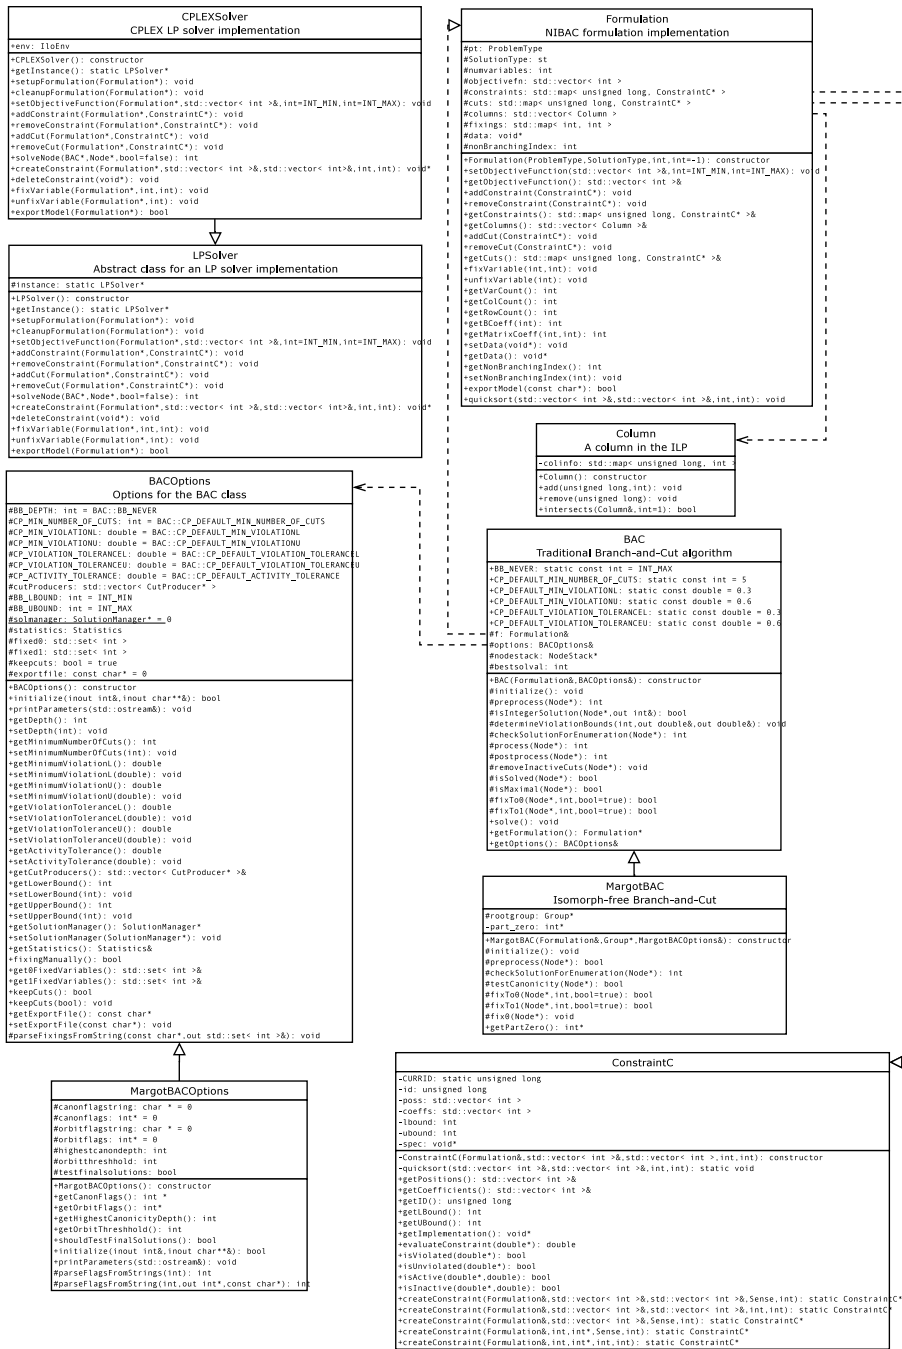 CPLEXSolver
CPLEX LP solver implementation
+env: IloEnv
+CPLEXSolver(): constructor
+getInstance(): static LPSolver*
+setupFormulation(Formulation*): void
+cleanupFormulation(Formulation*): void
+setObjectiveFunction(Formulation*,std::vector< int >&,int=INT_MIN,int=INT_MAX): void
+addConstraint(Formulation*,ConstraintC*): void
+removeConstraint(Formulation*,ConstraintC*): void
+addCut(Formulation*,ConstraintC*): void
+removeCut(Formulation*,ConstraintC*): void
+solveNode(BAC*,Node*,bool=false): int
+createConstraint(Formulation*,std::vector< int >&,std::vector< int>&,int,int): void*
+deleteConstraint(void*): void
+fixVariable(Formulation*,int,int): void
+unfixVariable(Formulation*,int): void
+exportModel(Formulation*): bool
LPSolver
Abstract class for an LP solver implementation
#instance: static LPSolver*
+LPSolver(): constructor
+getInstance(): static LPSolver*
+setupFormulation(Formulation*): void
+cleanupFormulation(Formulation*): void
+setObjectiveFunction(Formulation*,std::vector< int >&,int=INT_MIN,int=INT_MAX): void
+addConstraint(Formulation*,ConstraintC*): void
+removeConstraint(Formulation*,ConstraintC*): void
+addCut(Formulation*,ConstraintC*): void
+removeCut(Formulation*,ConstraintC*): void
+solveNode(BAC*,Node*,bool=false): int
+createConstraint(Formulation*,std::vector< int >&,std::vector< int>&,int,int): void*
+deleteConstraint(void*): void
+fixVariable(Formulation*,int,int): void
+unfixVariable(Formulation*,int): void
+exportModel(Formulation*): bool
BACOptions
Options for the BAC class
#BB_DEPTH: int = BAC::BB_NEVER
#CP_MIN_NUMBER_OF_CUTS: int = BAC::CP_DEFAULT_MIN_NUMBER_OF_CUTS
#CP_MIN_VIOLATIONL: double = BAC::CP_DEFAULT_MIN_VIOLATIONL
#CP_MIN_VIOLATIONU: double = BAC::CP_DEFAULT_MIN_VIOLATIONU
#CP_VIOLATION_TOLERANCEL: double = BAC::CP_DEFAULT_VIOLATION_TOLERANCEL
#CP_VIOLATION_TOLERANCEU: double = BAC::CP_DEFAULT_VIOLATION_TOLERANCEU
#CP_ACTIVITY_TOLERANCE: double = BAC::CP_DEFAULT_ACTIVITY_TOLERANCE
#cutProducers: std::vector< CutProducer* >
#BB_LBOUND: int = INT_MIN
#BB_UBOUND: int = INT_MAX
#solmanager: SolutionManager* = 0
#statistics: Statistics
#fixed0: std::set< int >
#fixed1: std::set< int >
#keepcuts: bool = true
#exportfile: const char* = 0
+BACOptions(): constructor
+initialize(inout int&,inout char**&): bool
+printParameters(std::ostream&): void
+getDepth(): int
+setDepth(int): void
+getMinimumNumberOfCuts(): int
+setMinimumNumberOfCuts(int): void
+getMinimumViolationL(): double
+setMinimumViolationL(double): void
+getMinimumViolationU(): double
+setMinimumViolationU(double): void
+getViolationToleranceL(): double
+setViolationToleranceL(double): void
+getViolationToleranceU(): double
+setViolationToleranceU(double): void
+getActivityTolerance(): double
+setActivityTolerance(double): void
+getCutProducers(): std::vector< CutProducer* >&
+getLowerBound(): int
+setLowerBound(int): void
+getUpperBound(): int
+setUpperBound(int): void
+getSolutionManager(): SolutionManager*
+setSolutionManager(SolutionManager*): void
+getStatistics(): Statistics&
+fixingManually(): bool
+get0FixedVariables(): std::set< int >&
+get1FixedVariables(): std::set< int >&
+keepCuts(): bool
+keepCuts(bool): void
+getExportFile(): const char*
+setExportFile(const char*): void
#parseFixingsFromString(const char*,out std::set< int >&): void
MargotBACOptions
#canonflagstring: char * = 0
#canonflags: int* = 0
#orbitflagstring: char * = 0
#orbitflags: int* = 0
#highestcanondepth: int
#orbitthreshold: int
#testfinalsolutions: bool
+MargotBACOptions(): constructor
+getCanonFlags(): int *
+getOrbitFlags(): int*
+getHighestCanonicityDepth(): int
+getOrbitThreshhold(): int
+shouldTestFinalSolutions(): bool
+initialize(inout int&,inout char**&): bool
+printParameters(std::ostream&): void
#parseFlagsFromStrings(int): int
#parseFlagsFromString(int,out int*,const char*): int
Formulation
NIBAC formulation implementation
#pt: ProblemType
#SolutionType: st
#numvariables: int
#objectivefn: std::vector< int >
#constraints: std::map< unsigned long, ConstraintC* >
#cuts: std::map< unsigned long, ConstraintC* >
#columns: std::vector< Column >
#fixings: std::map< int, int >
#data: void*
#nonBranchingIndex: int
+Formulation(ProblemType,SolutionType,int,int=-1): constructor
+setObjectiveFunction(std::vector< int >&,int=INT_MIN,int=INT_MAX): void
+getObjectiveFunction(): std::vector< int >&
+addConstraint(ConstraintC*): void
+removeConstraint(ConstraintC*): void
+getConstraints(): std::map< unsigned long, ConstraintC* >&
+getColumns(): std::vector< Column >&
+addCut(ConstraintC*): void
+removeCut(ConstraintC*): void
+getCuts(): std::map< unsigned long, ConstraintC* >&
+fixVariable(int,int): void
+unfixVariable(int): void
+getVarCount(): int
+getColCount(): int
+getRowCount(): int
+getBCoeff(int): int
+getMatrixCoeff(int,int): int
+setData(void*): void
+getData(): void*
+getNonBranchingIndex(): int
+setNonBranchingIndex(int): void
+exportModel(const char*): bool
+quicksort(std::vector< int >&,std::vector< int >&,int,int): void
Column
A column in the ILP
-colinfo: std::map< unsigned long, int >
+Column(): constructor
+add(unsigned long,int): void
+remove(unsigned long): void
+intersects(Column&,int=1): bool
BAC
Traditional Branch-and-Cut algorithm
+BB_NEVER: static const int = INT_MAX
+CP_DEFAULT_MIN_NUMBER_OF_CUTS: static const int = 5
+CP_DEFAULT_MIN_VIOLATIONL: static const double = 0.3
+CP_DEFAULT_MIN_VIOLATIONU: static const double = 0.6
+CP_DEFAULT_VIOLATION_TOLERANCEL: static const double = 0.3
+CP_DEFAULT_VIOLATION_TOLERANCEU: static const double = 0.6
#f: Formulation&
#options: BACOptions&
#nodestack: NodeStack*
#bestsolval: int
+BAC(Formulation&,BACOptions&): constructor
#initialize(): void
#preprocess(Node*): int
#isIntegerSolution(Node*,out int&): bool
#determineViolationBounds(int,out double&,out double&): void
#checkSolutionForEnumeration(Node*): int
#process(Node*): int
#postprocess(Node*): int
#removeInactiveCuts(Node*): void
#isSolved(Node*): bool
#isMaximal(Node*): bool
#fixTo0(Node*,int,bool=true): bool
#fixTo1(Node*,int,bool=true): bool
+solve(): void
+getFormulation(): Formulation*
+getOptions(): BACOptions&
MargotBAC
Isomorph-free Branch-and-Cut
#rootgroup: Group*
-part_zero: int*
+MargotBAC(Formulation&,Group*,MargotBACOptions&): constructor
#initialize(): void
#preprocess(Node*): bool
#checkSolutionForEnumeration(Node*): int
#testCanonicity(Node*): bool
#fixTo0(Node*,int,bool=true): bool
#fixTo1(Node*,int,bool=true): bool
#fix0(Node*): void
+getPartZero(): int*
ConstraintC
-CURRID: static unsigned long
-id: unsigned long
-poss: std::vector< int >
-coeffs: std::vector< int >
-lbound: int
-ubound: int
-spec: void*
-ConstraintC(Formulation&,std::vector< int >&,std::vector< int >&,int,int): constructor
-quicksort(std::vector< int >&,std::vector< int >&,int,int): static void
+getPositions(): std::vector< int >&
+getCoefficients(): std::vector< int >&
+getID(): unsigned long
+getLBound(): int
+getUBound(): int
+getImplementation(): void*
+evaluateConstraint(double*): double
+isViolated(double*): bool
+isUnviolated(double*): bool
+isActive(double*,double): bool
+isInactive(double*,double): bool
+createConstraint(Formulation&,std::vector< int >&,std::vector< int >&,Sense,int): static ConstraintC*
+createConstraint(Formulation&,std::vector< int >&,std::vector< int >&,int,int): static ConstraintC*
+createConstraint(Formulation&,std::vector< int >&,Sense,int): static ConstraintC*
+createConstraint(Formulation&,int,int*,Sense,int): static ConstraintC*
+createConstraint(Formulation&,int,int*,int,int): static ConstraintC*